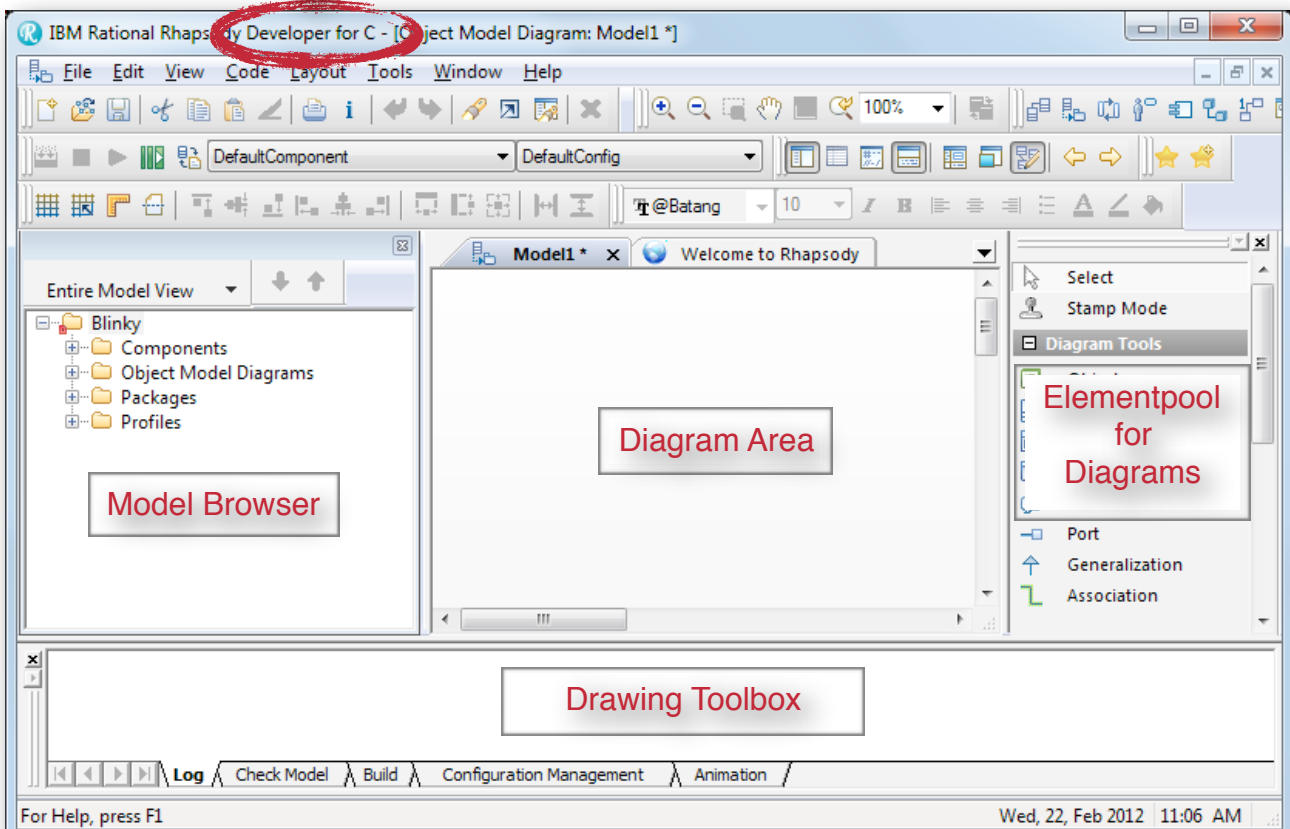 IBM Rational Rhapsody Developer for C - [Object Model Diagram: Model1 *]
File Edit View Code Layout Tools Window Help
100%
DefaultComponent DefaultConfig
@Batang 10 I B
Model1 * Welcome to Rhapsody
Entire Model View
Blinky
Components
Object Model Diagrams
Packages
Profiles
Model Browser
Diagram Area
Select
Stamp Mode
Diagram Tools
Elementpool
for
Diagrams
Port
Generalization
Association
Drawing Toolbox
Log Check Model Build Configuration Management Animation
For Help, press F1 Wed, 22, Feb 2012 11:06 AM